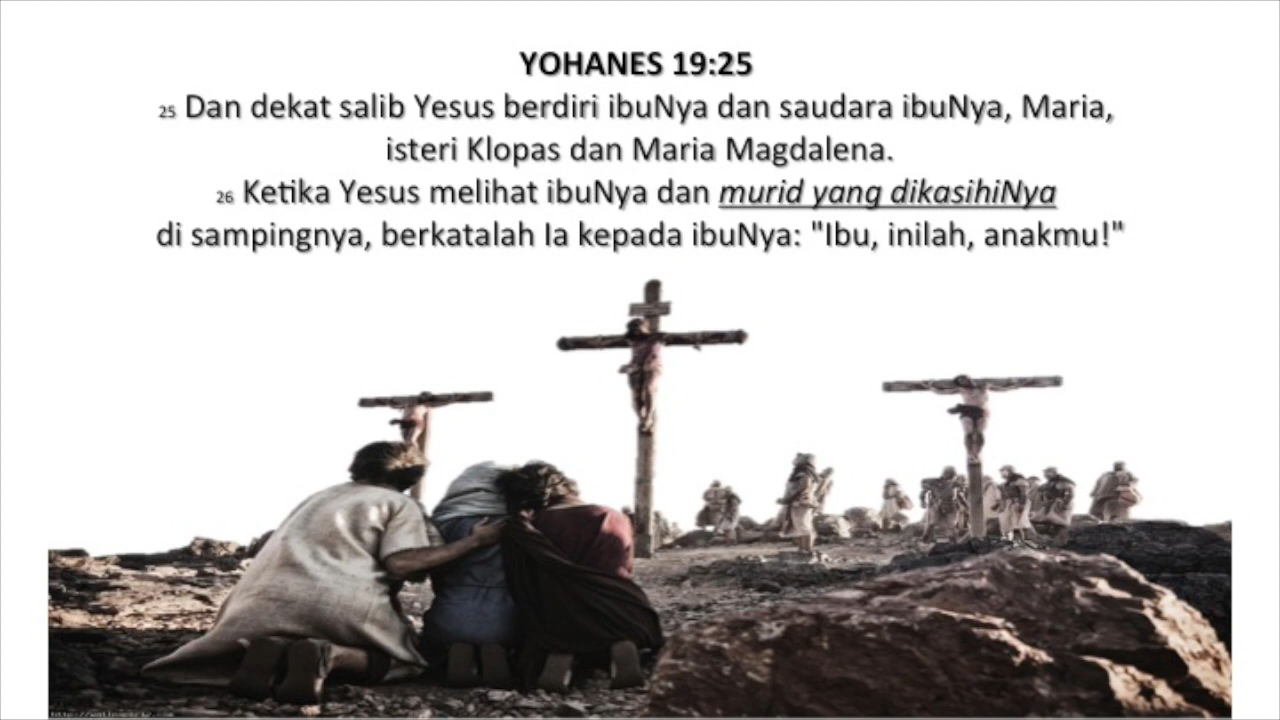 YOHANES 19:25
25 Dan dekat salib Yesus berdiri ibuNya dan saudara ibuNya, Maria,
isteri Klopas dan Maria Magdalena.
26 Ketika Yesus melihat ibuNya dan murid yang dikasihiNya
di sampingnya, berkatalah Ia kepada ibuNya: "Ibu, inilah, anakmu!"